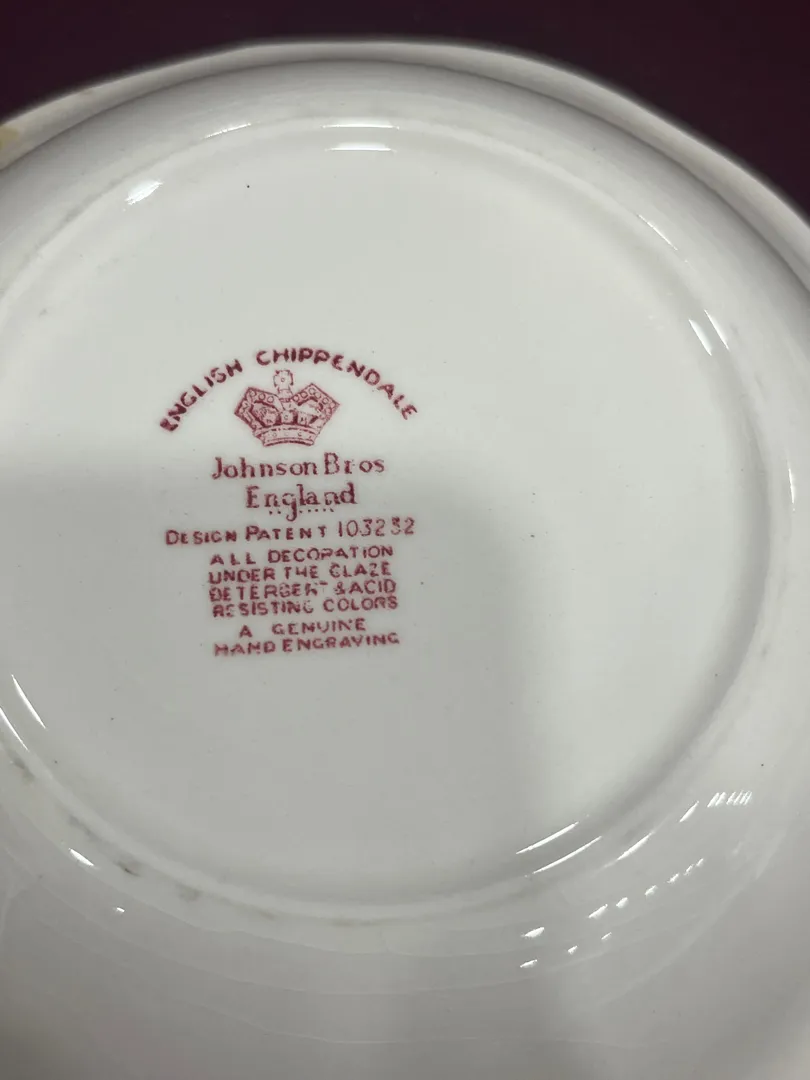 ENGLISH CHIPPENDALE
Johnson Bros
England
DESIGN PATENT 103232
ALL DECORATION
UNDER THE GLAZE
DETERGENT & ACID
RESISTING COLORS
A GENUINE
HAND ENGRAVING